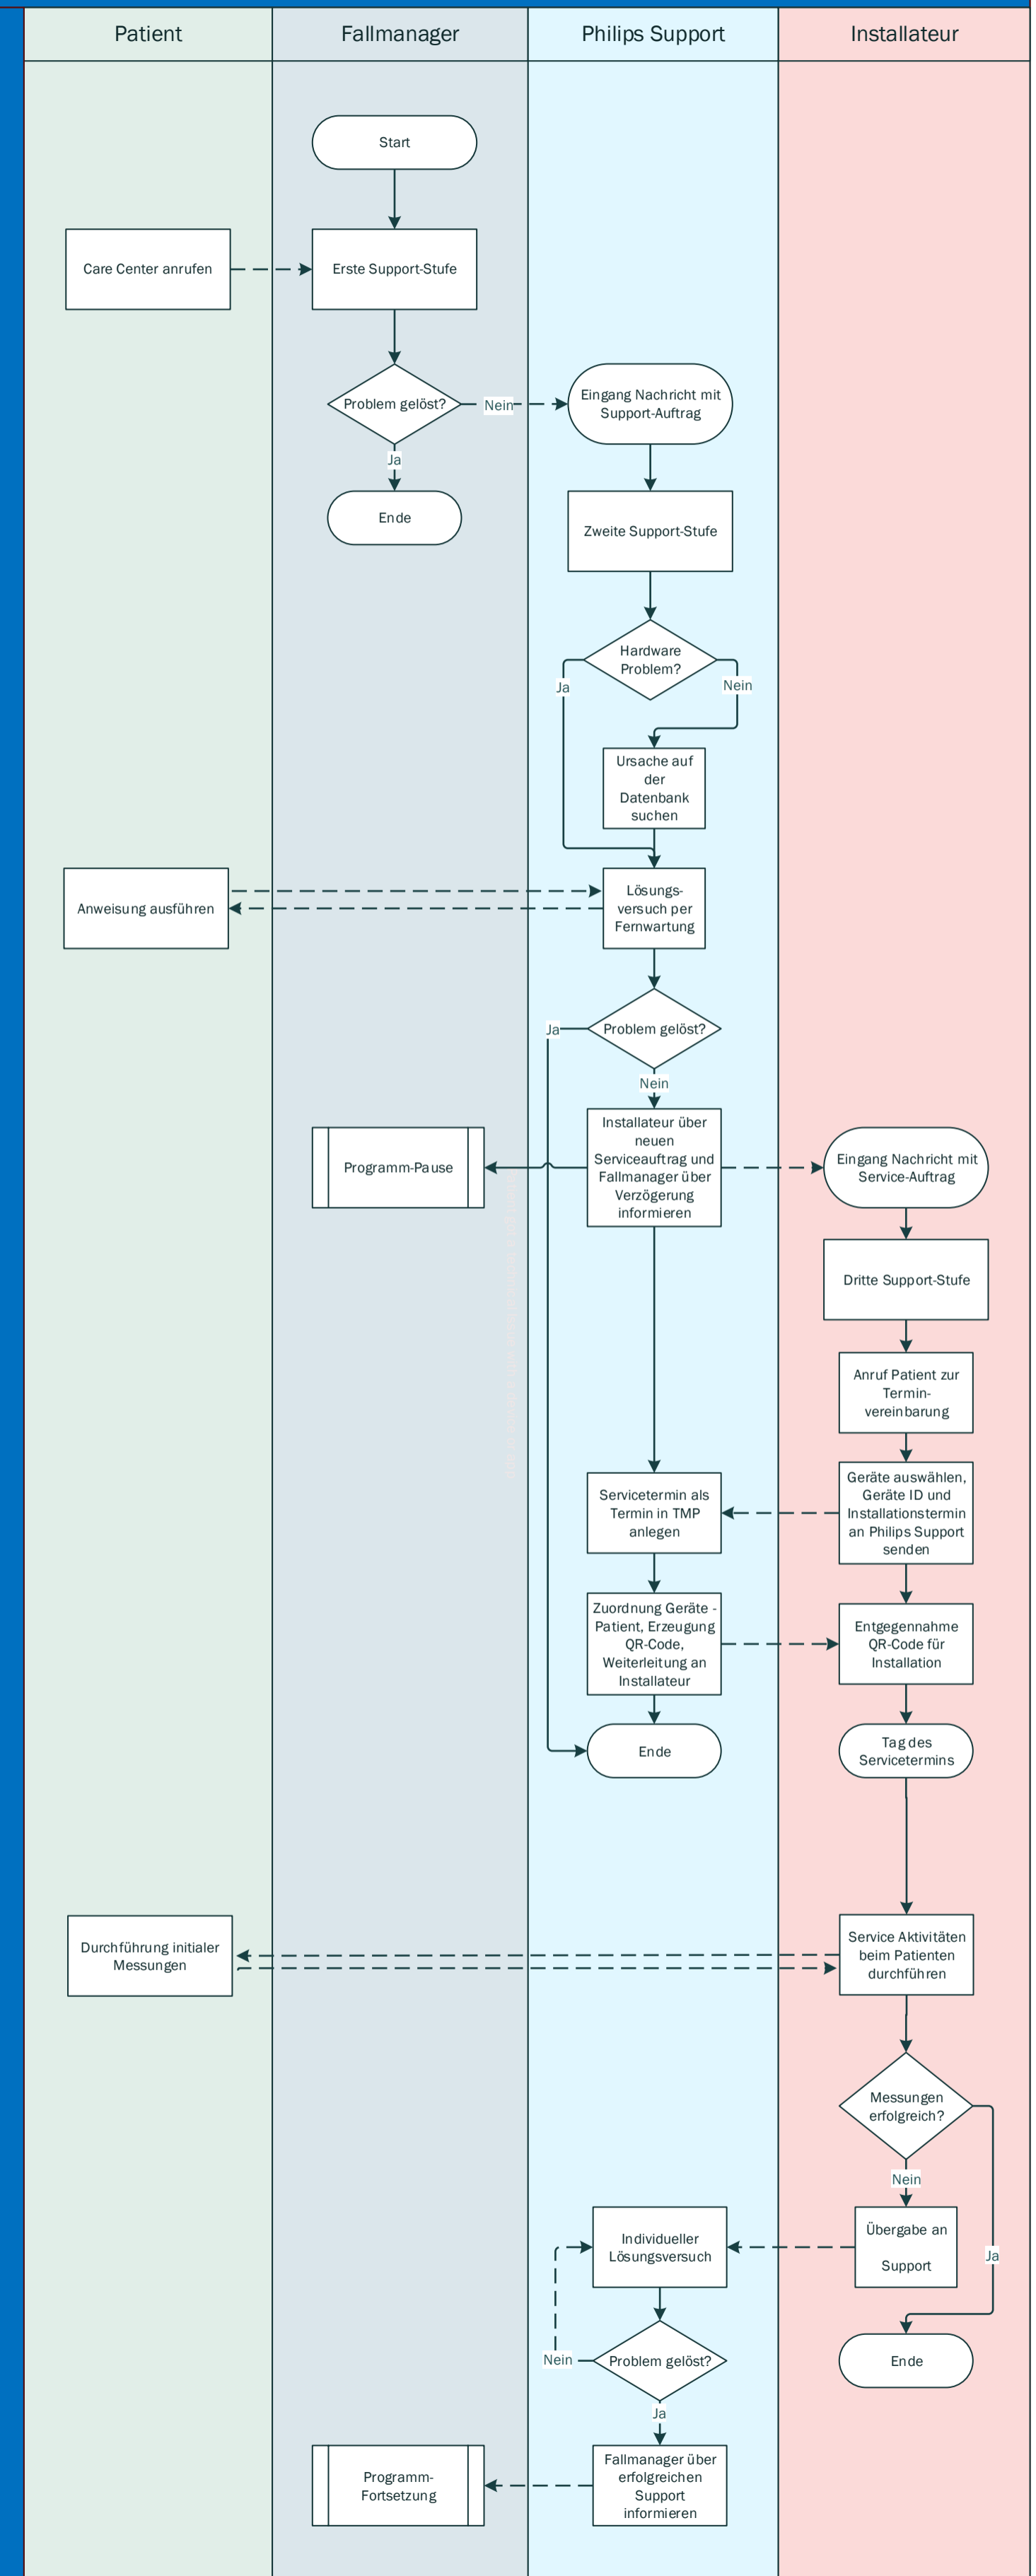 Patient
Fallmanager
Philips Support
Installateur
Start
Care Center anrufen
Erste Support-Stufe
Problem gelöst?
Nein
Eingang Nachricht mit
Support-Auftrag
Ja
Ende
Zweite Support-Stufe
Hardware
Problem?
Ja
Nein
Ursache auf
der
Datenbank
suchen
Anweisung ausführen
Lösungs-
versuch per
Fernwartung
Ja
Problem gelöst?
Nein
Programm-Pause
Installateur über
neuen
Serviceauftrag und
Fallmanager über
Verzögerung
informieren
Eingang Nachricht mit
Service-Auftrag
Dritte Support-Stufe
Anruf Patient zur
Termin-
vereinbarung
Servicetermin als
Termin in TMP
anlegen
Geräte auswählen,
Geräte ID und
Installationstermin
an Philips Support
senden
Zuordnung Geräte -
Patient, Erzeugung
QR-Code,
Weiterleitung an
Installateur
Entgegennahme
QR-Code für
Installation
Ende
Tag des
Servicetermins
Durchführung initialer
Messungen
Service Aktivitäten
beim Patienten
durchführen
Messungen
erfolgreich?
Nein
Individueller
Lösungsversuch
Übergabe an
Support
Ja
Nein
Problem gelöst?
Ende
Ja
Programm-
Fortsetzung
Fallmanager über
erfolgreichen
Support
informieren